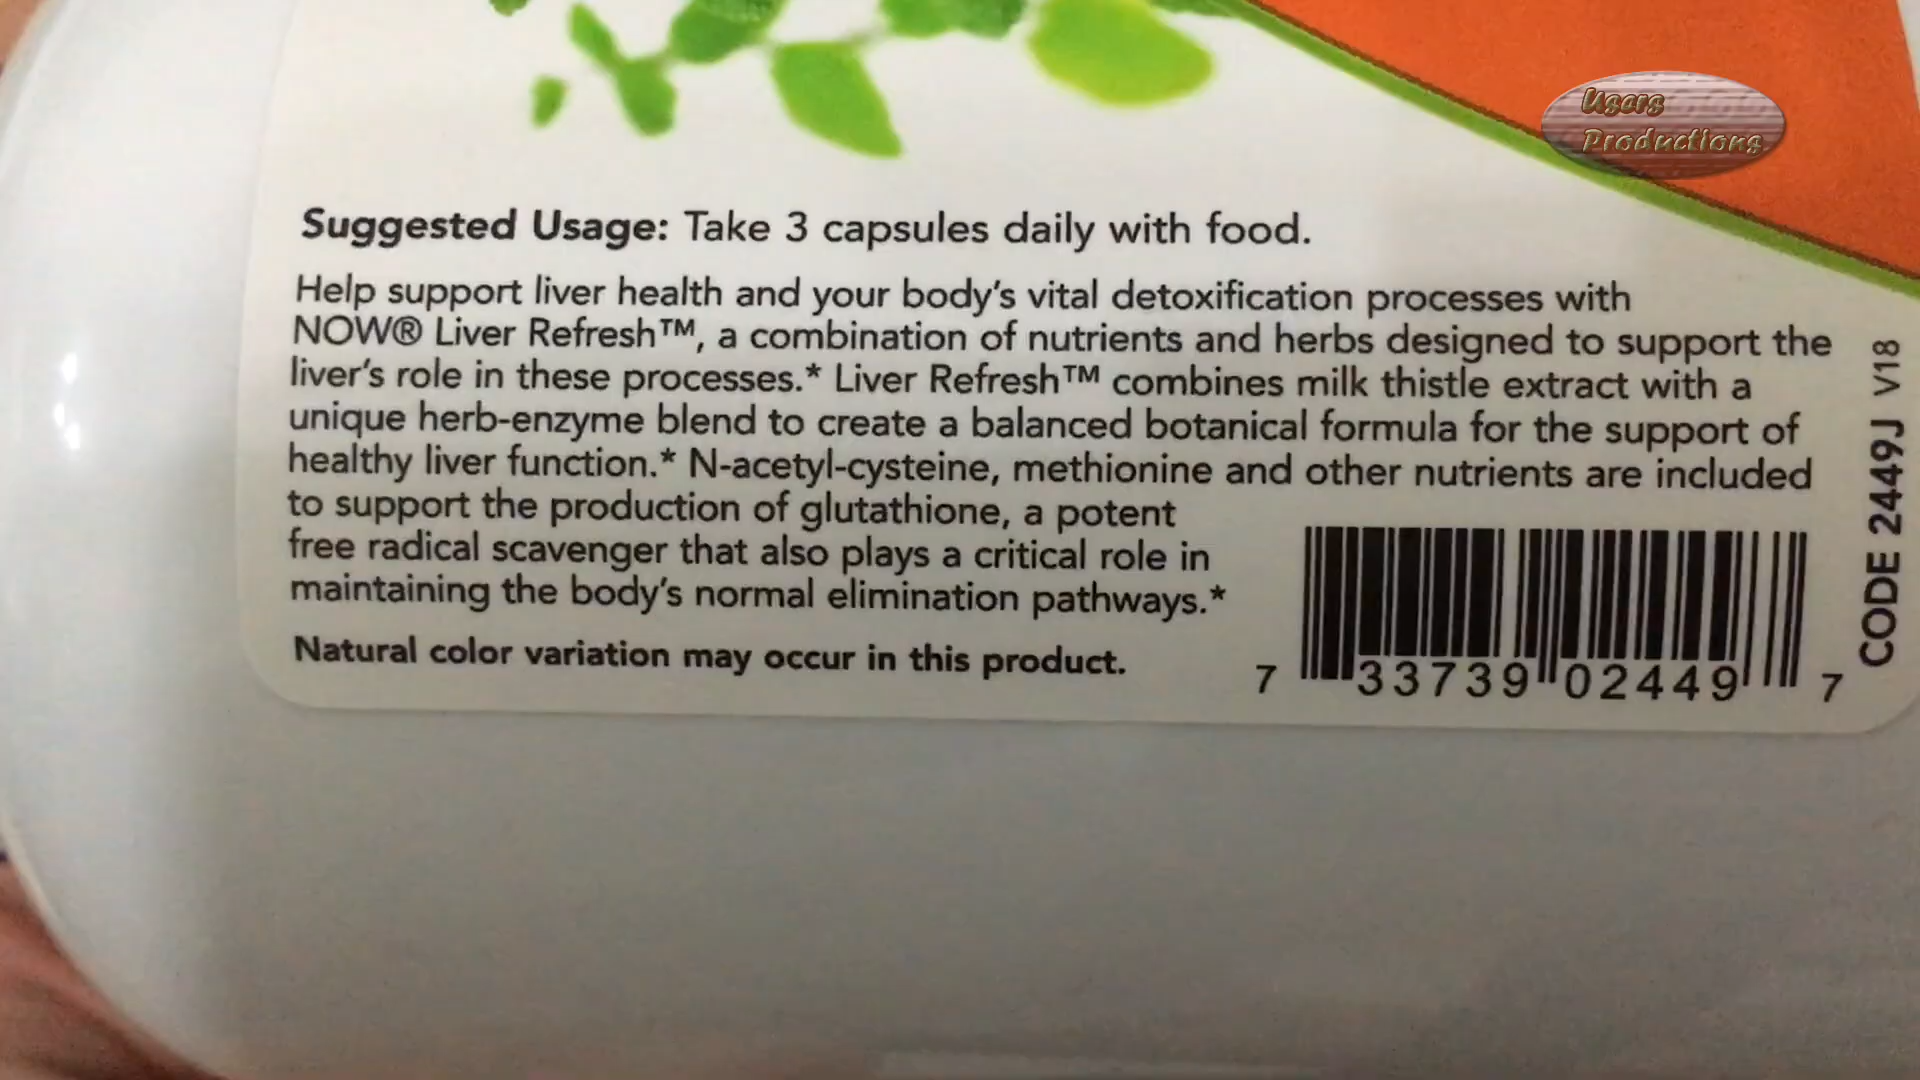 Users
Productions
Suggested Usage: Take 3 capsules daily with food.
Help support liver health and your body's vital detoxification processes with
NOW® Liver Refresh™, a combination of nutrients and herbs designed to support the
liver's role in these processes.* Liver Refresh™ combines milk thistle extract with a
unique herb-enzyme blend to create a balanced botanical formula for the support of
healthy liver function.* N-acetyl-cysteine, methionine and other nutrients are included
to support the production of glutathione, a potent
free radical scavenger that also plays a critical role in
maintaining the body's normal elimination pathways.*
Natural color variation may occur in this product.
7 33739 02449 7
CODE 2449J V18